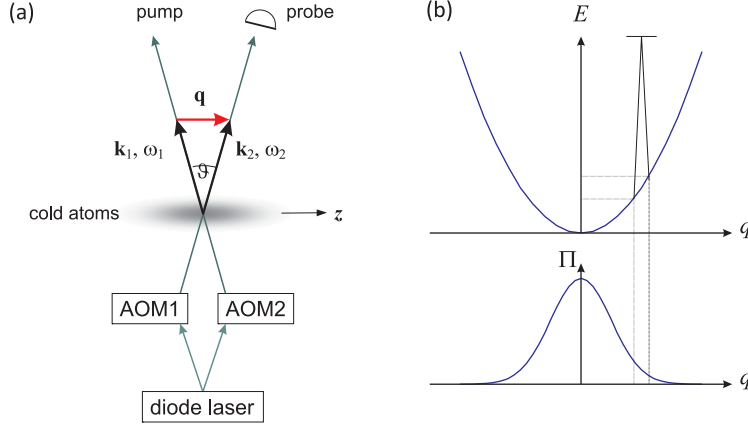 (a)
pump
probe
q
k₁, ω₁
k₂, ω₂
ϑ
cold atoms
z
AOM1
AOM2
diode laser
(b)
E
q
Π
q